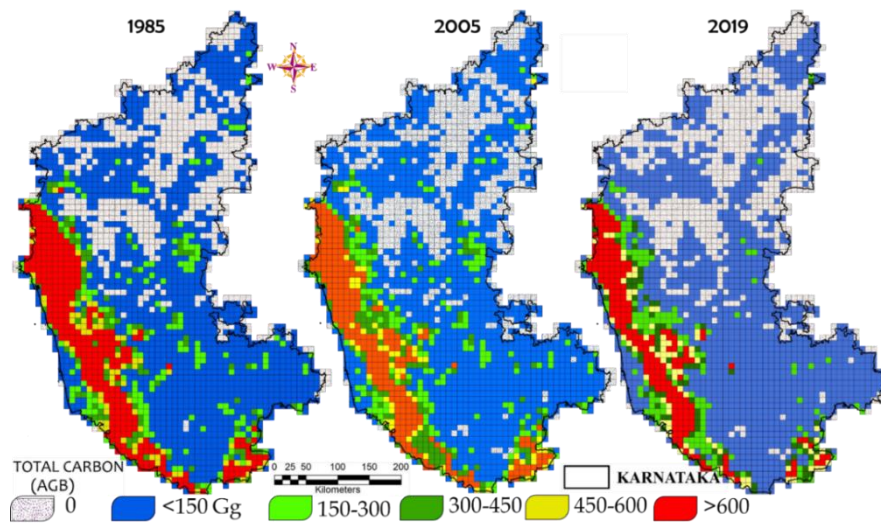 1985
2005
2019
N
W E
S
TOTAL CARBON
(AGB)
0 25 50 100 150 200
Kilometers
KARNATAKA
0
<150 Gg
150-300
300-450
450-600
>600